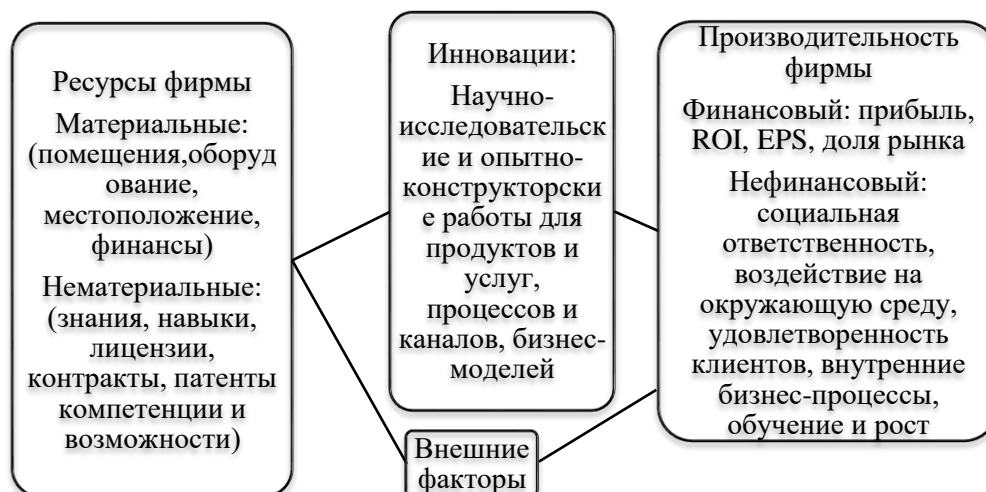 Ресурсы фирмы
Материальные:
(помещения,оборуд
ование,
местоположение,
финансы)
Нематериальные:
(знания, навыки,
лицензии,
контракты, патенты
компетенции и
возможности)
Инновации:
Научно-
исследовательск
ие и опытно-
конструкторски
е работы для
продуктов и
услуг,
процессов и
каналов, бизнес-
моделей
Внешние
факторы
Производительность
фирмы
Финансовый: прибыль,
ROI, EPS, доля рынка
Нефинансовый:
социальная
ответственность,
воздействие на
окружающую среду,
удовлетворенность
клиентов, внутренние
бизнес-процессы,
обучение и рост